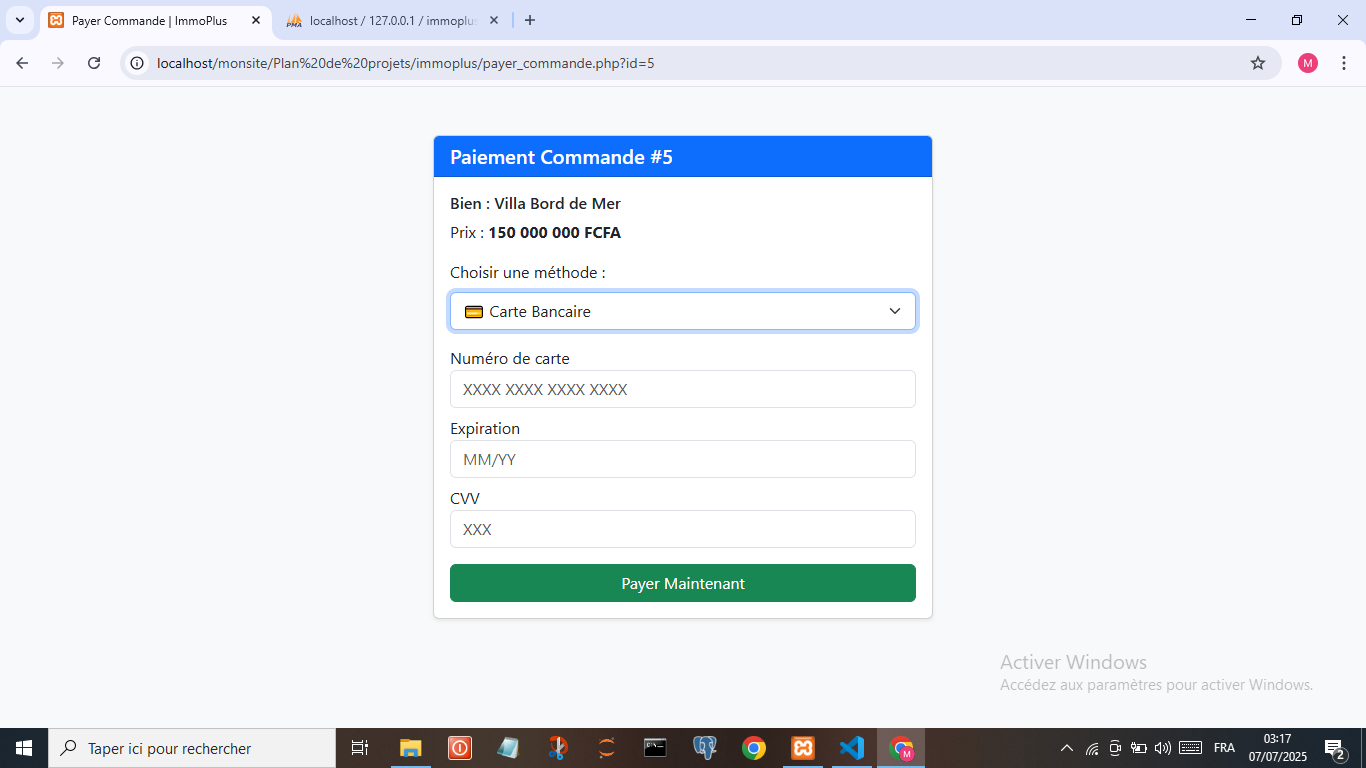 Payer Commande | ImmoPlus
localhost / 127.0.0.1 / immoplus
localhost/monsite/Plan%20de%20projets/immoplus/payer_commande.php?id=5
M
Paiement Commande #5
Bien : Villa Bord de Mer
Prix : 150 000 000 FCFA
Choisir une méthode :
Carte Bancaire
Numéro de carte
XXXX XXXX XXXX XXXX
Expiration
MM/YY
CVV
XXX
Payer Maintenant
Activer Windows
Accédez aux paramètres pour activer Windows.
Taper ici pour rechercher
M
FRA
03:17
07/07/2025
2